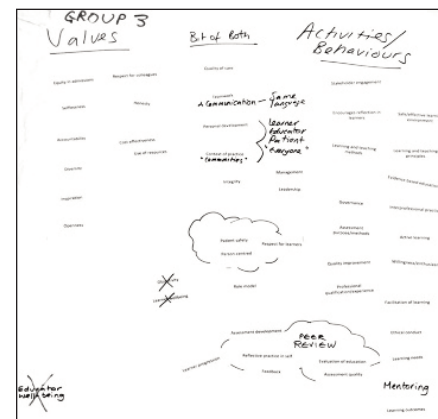 GROUP 3
Values
Bit of Both
Activities/
Behaviours
Quality of care
Equity in admissions
Respect for colleagues
Stakeholder engagement
Teamwork
& Communication - Same
language
Selflessness
Honesty
Encourages reflection in
learners
Safe/effective learning
environment
Personal development
Learner
Educator
Patient
"Everyone"
Accountability
Cost effectiveness
Use of resources
Context of practice
"Communities"
Learning and teaching
methods
Learning and teaching
principles
Objectivity
Integrity
Management
Leadership
Evidence based education
Inspiration
Governance
Interprofessional practice
Openness
Patient safety
Person centred
Respect for learners
Assessment
Active learning
Quality improvement
Role model
Professional
qualification/experience
Facilitation of learning
Assessment development
PEER
REVIEW
Ethical conduct
Learner progression
Reflective practice in self
Evaluation of education
Learning needs
Feedback
Assessment quality
Educator
Wellbeing
Mentoring
Learning outcomes